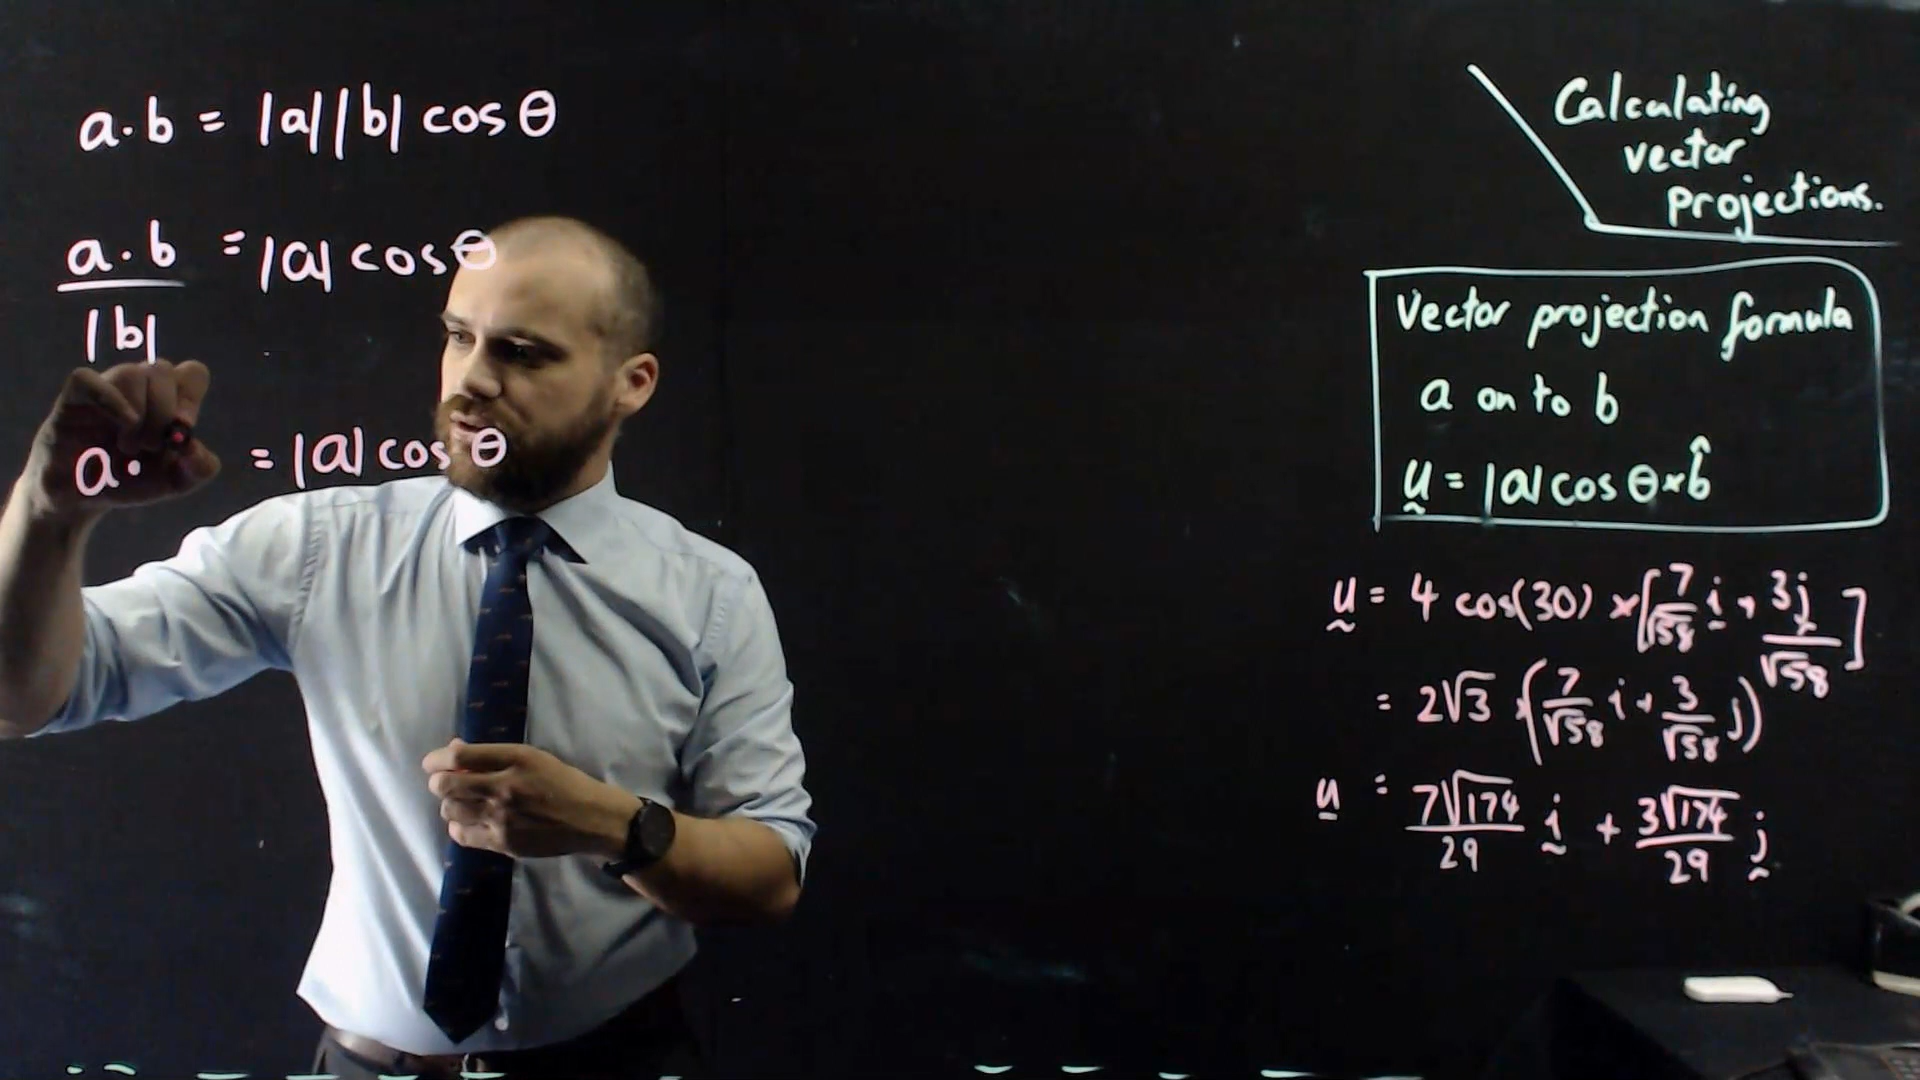 a·b = |a||b| cos θ
a·b / |b| = |a| cos θ
a· = |a| cos θ
Calculating
vector
projections.
Vector projection formula
a on to b
u = |a| cos θ × b̂
u = 4 cos(30) × [7/√58 i + 3j/√58]
= 2√3 (7/√58 i + 3/√58 j)
u = 7√174/29 i + 3√174/29 j